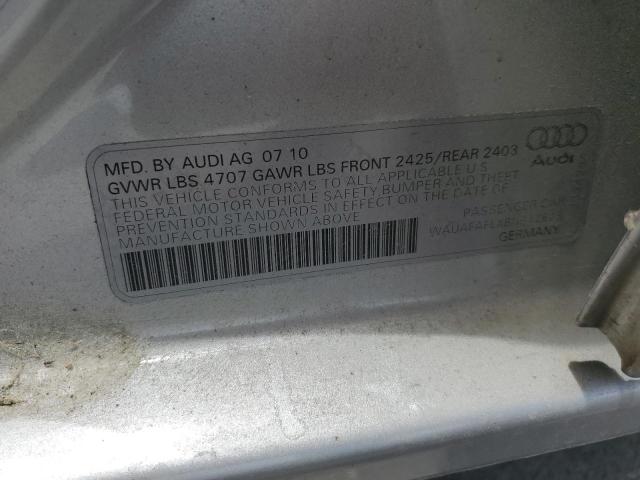 MFD. BY AUDI AG 07 10
GVWR LBS 4707 GAWR LBS FRONT 2425/REAR 2403
THIS VEHICLE CONFORMS TO ALL APPLICABLE U.S.
FEDERAL MOTOR VEHICLE SAFETY, BUMPER AND THEFT
PREVENTION STANDARDS IN EFFECT ON THE DATE OF
MANUFACTURE SHOWN ABOVE
Audi
PASSENGER CAR
GERMANY